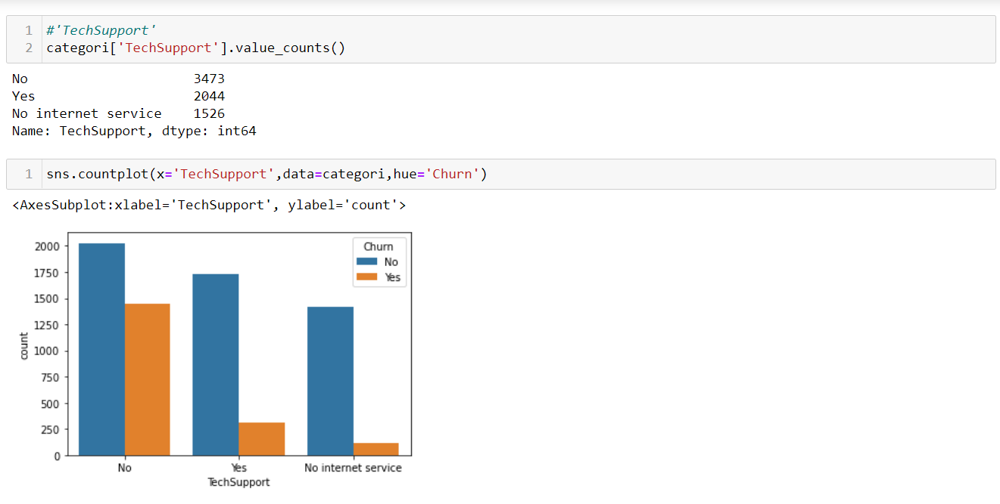 1 #'TechSupport'
2 categori['TechSupport'].value_counts()
No 3473
Yes 2044
No internet service 1526
Name: TechSupport, dtype: int64
1 sns.countplot(x='TechSupport',data=categori,hue='Churn')
<AxesSubplot:xlabel='TechSupport', ylabel='count'>
Churn
No
Yes
2000
1750
1500
1250
1000
750
500
250
0
count
No Yes No internet service
TechSupport